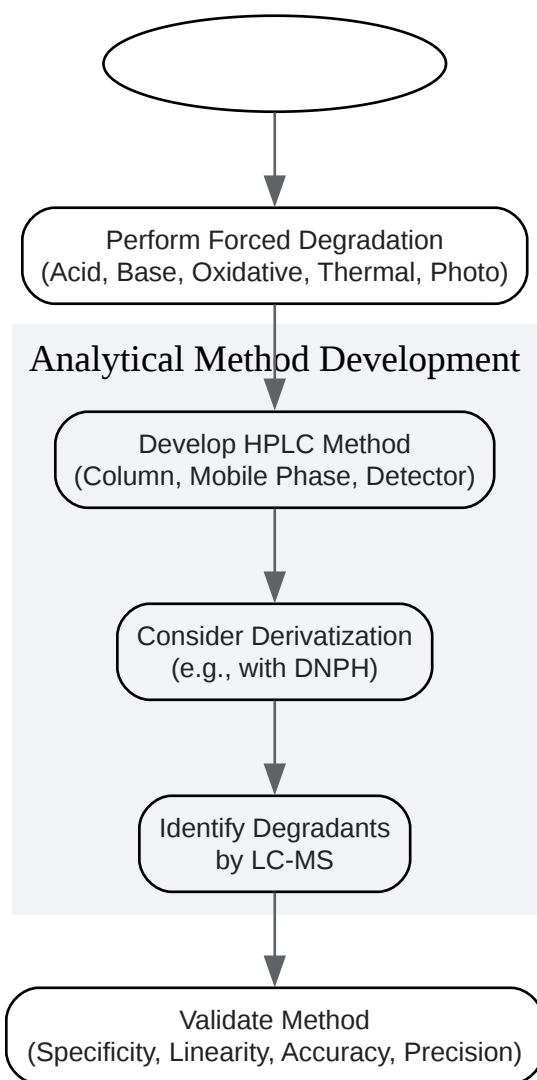 Perform Forced Degradation
(Acid, Base, Oxidative, Thermal, Photo)
Analytical Method Development
Develop HPLC Method
(Column, Mobile Phase, Detector)
Consider Derivatization
(e.g., with DNPH)
Identify Degradants
by LC-MS
Validate Method
(Specificity, Linearity, Accuracy, Precision)